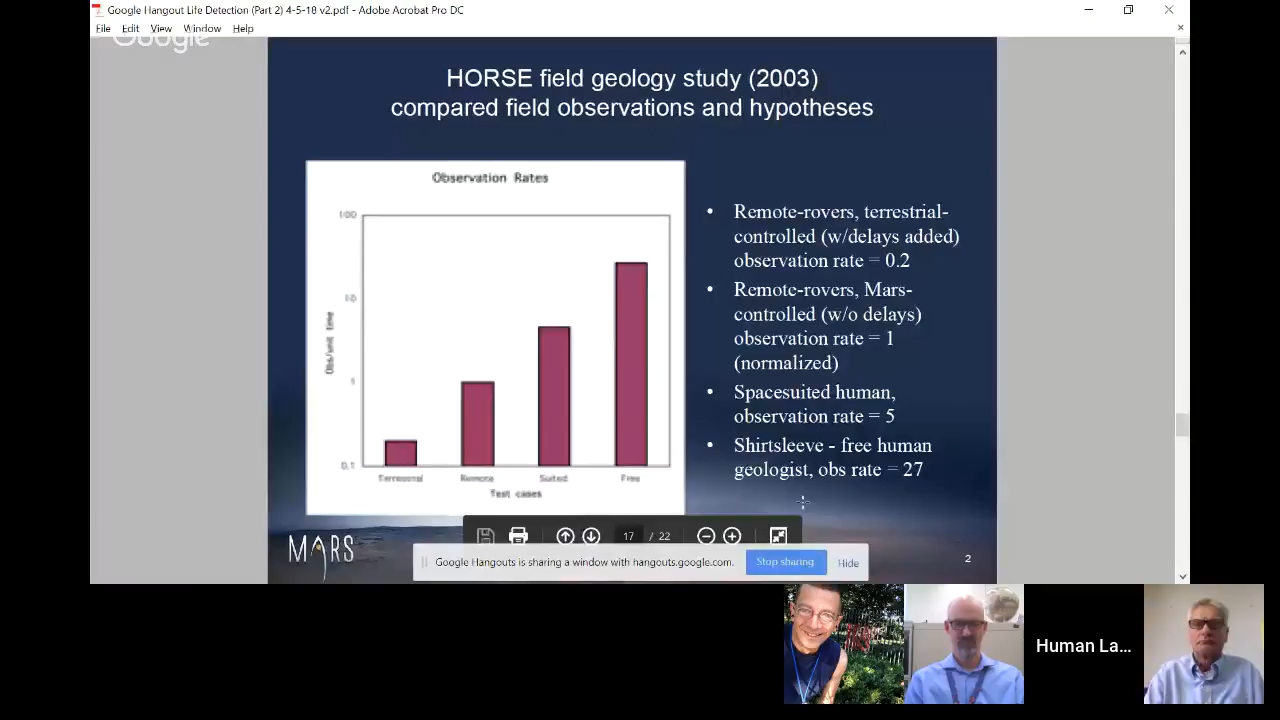 Google Hangout Life Detection (Part 2) 4-5-18 v2.pdf - Adobe Acrobat Pro DC
File Edit View Window Help
Google
HORSE field geology study (2003)
compared field observations and hypotheses
Observation Rates
100
10
1
0.1
Obs/unit time
Terrestrial Remote Suited Free
Test cases
• Remote-rovers, terrestrial-
controlled (w/delays added)
observation rate = 0.2
• Remote-rovers, Mars-
controlled (w/o delays)
observation rate = 1
(normalized)
• Spacesuited human,
observation rate = 5
• Shirtsleeve - free human
geologist, obs rate = 27
MARS
17 / 22
2
Google Hangouts is sharing a window with hangouts.google.com.
Stop sharing
Hide
Human La...